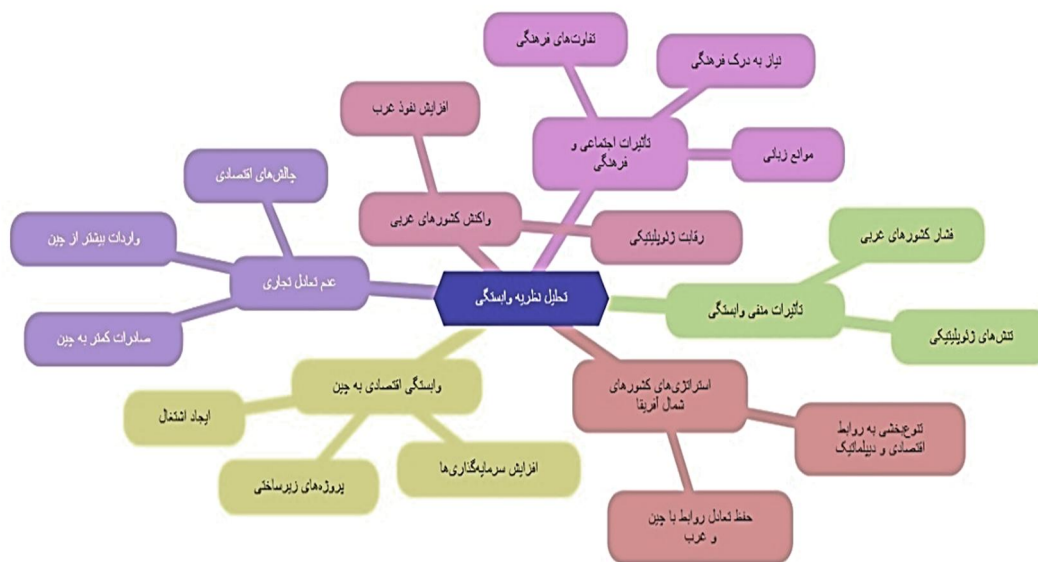 تحلیل نظریه وابستگی
تأثیرات اجتماعی و
فرهنگی
تفاوت‌های فرهنگی
نیاز به درک فرهنگی
موانع زبانی
تأثیرات منفی وابستگی
فشار کشورهای غربی
تنش‌های ژئوپلیتیکی
استراتژی‌های کشورهای
شمال آفریقا
تنوع‌بخشی به روابط
اقتصادی و دیپلماتیک
حفظ تعادل روابط با چین
و غرب
وابستگی اقتصادی به چین
افزایش سرمایه‌گذاری‌ها
پروژه‌های زیرساختی
ایجاد اشتغال
عدم تعادل تجاری
چالش‌های اقتصادی
واردات بیشتر از چین
صادرات کمتر به چین
واکنش کشورهای غربی
افزایش نفوذ غرب
رقابت ژئوپلیتیکی